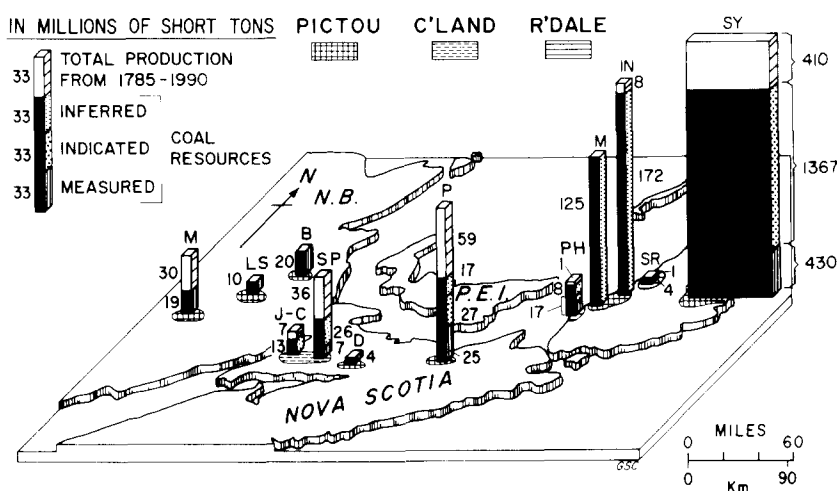 IN MILLIONS OF SHORT TONS PICTOU C'LAND R'DALE
33 TOTAL PRODUCTION
FROM 1785-1990
33 INFERRED
33 INDICATED COAL
RESOURCES
33 MEASURED
SY
410
1367
430
IN
8
172
M
125
N
N.B.
P
59
17
27
25
P.E.I.
PH
1
8
17
SR
1
4
M
30
19
LS
10
B
20
SP
36
26
7
J-C
7
13
D
4
NOVA SCOTIA
MILES
0 60
0 90
Km
GSC